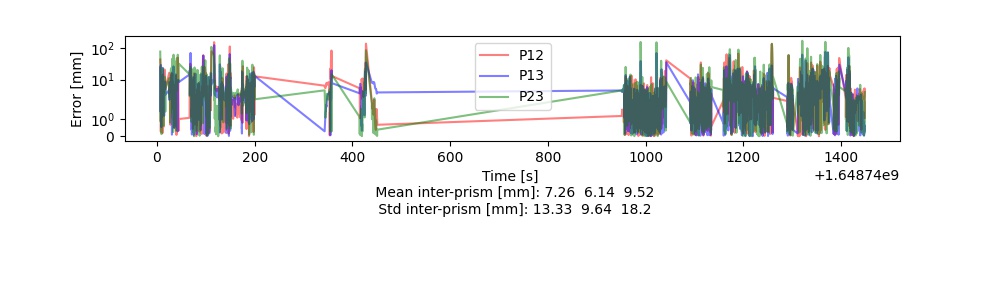 Error [mm]
10²
10¹
10⁰
0
P12
P13
P23
0 200 400 600 800 1000 1200 1400
Time [s]
+1.64874e9
Mean inter-prism [mm]: 7.26 6.14 9.52
Std inter-prism [mm]: 13.33 9.64 18.2